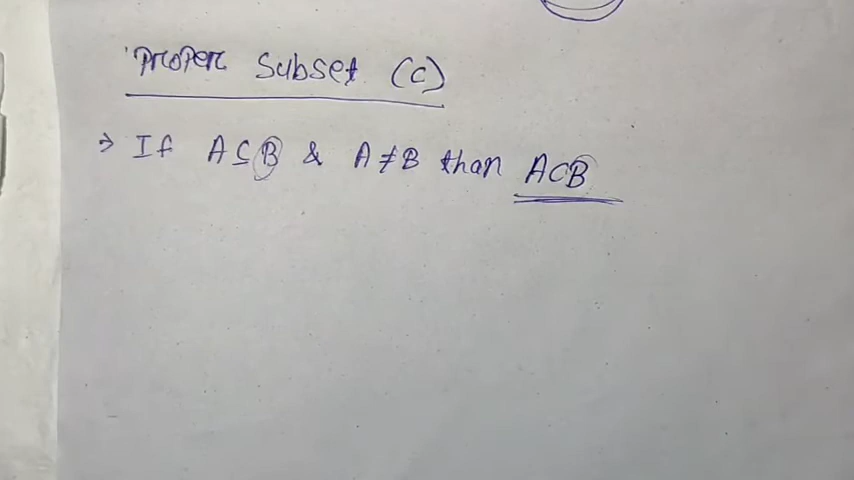 Proper Subset (⊂)
→ If A ⊆ B & A ≠ B than A⊂B